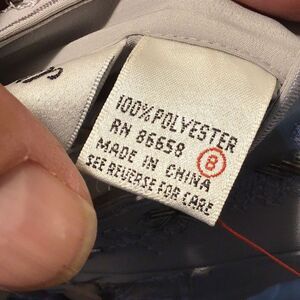 100% POLYESTER
RN 86658 8
MADE IN CHINA
SEE REVERSE FOR CARE